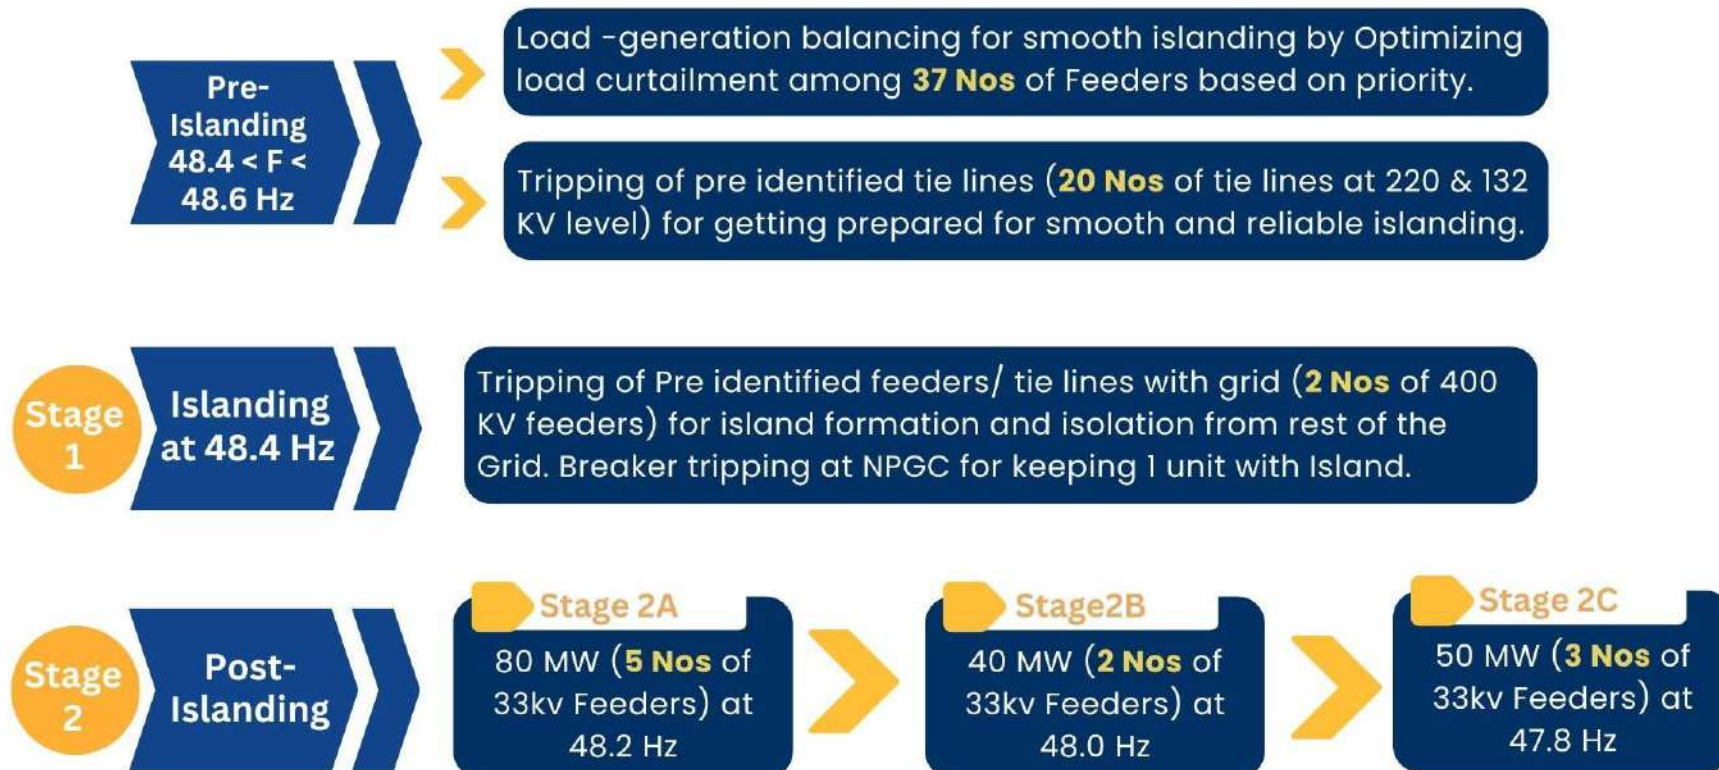 Pre-
Islanding
48.4 < F <
48.6 Hz
Load -generation balancing for smooth islanding by Optimizing
load curtailment among 37 Nos of Feeders based on priority.
Tripping of pre identified tie lines (20 Nos of tie lines at 220 & 132
KV level) for getting prepared for smooth and reliable islanding.
Stage
1
Islanding
at 48.4 Hz
Tripping of Pre identified feeders/ tie lines with grid (2 Nos of 400
KV feeders) for island formation and isolation from rest of the
Grid. Breaker tripping at NPGC for keeping 1 unit with Island.
Stage
2
Post-
Islanding
Stage 2A
80 MW (5 Nos of
33kv Feeders) at
48.2 Hz
Stage2B
40 MW (2 Nos of
33kv Feeders) at
48.0 Hz
Stage 2C
50 MW (3 Nos of
33kv Feeders) at
47.8 Hz